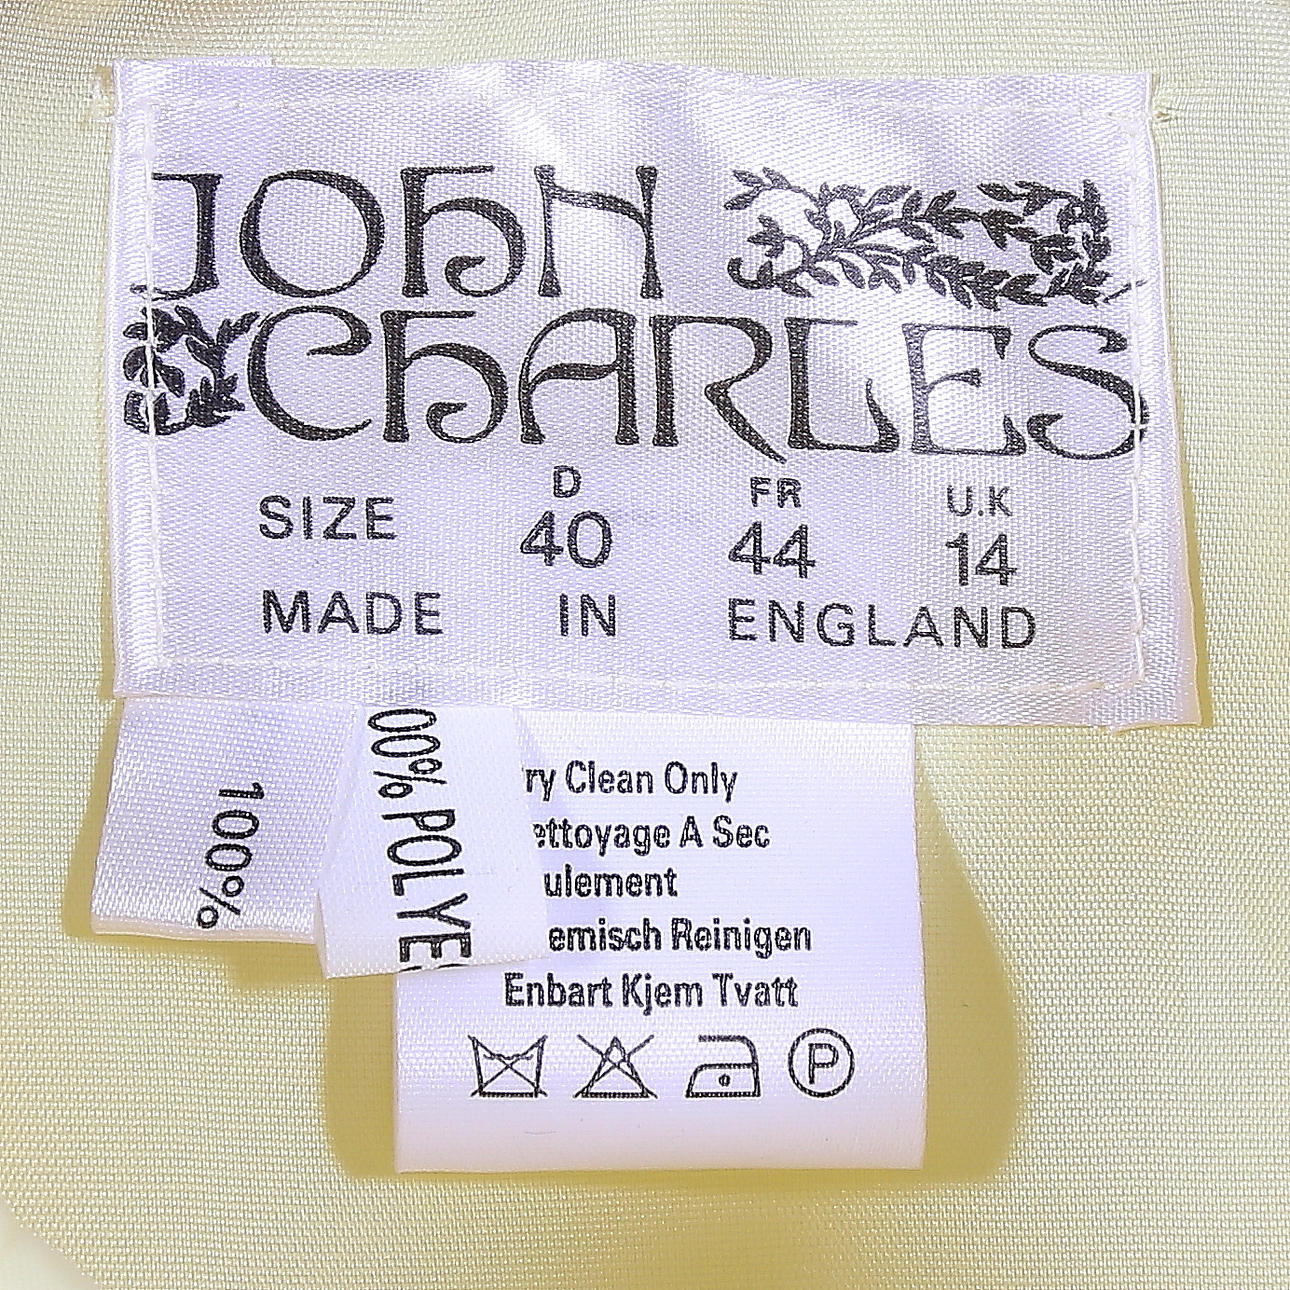 JOHN
CHARLES
SIZE D 40 FR 44 U.K 14
MADE IN ENGLAND
100%
00% POLYES
ry Clean Only
ettoyage A Sec
ulement
emisch Reinigen
Enbart Kjem Tvatt
P